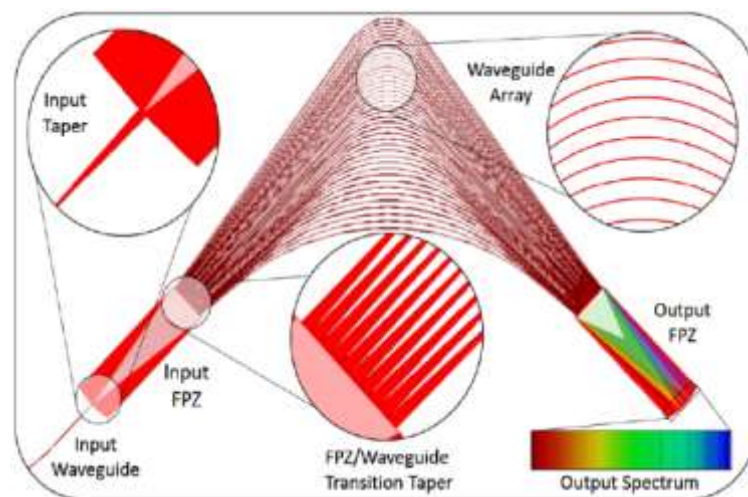 Input
Taper
Waveguide
Array
Input
FPZ
Output
FPZ
Input
Waveguide
FPZ/Waveguide
Transition Taper
Output Spectrum